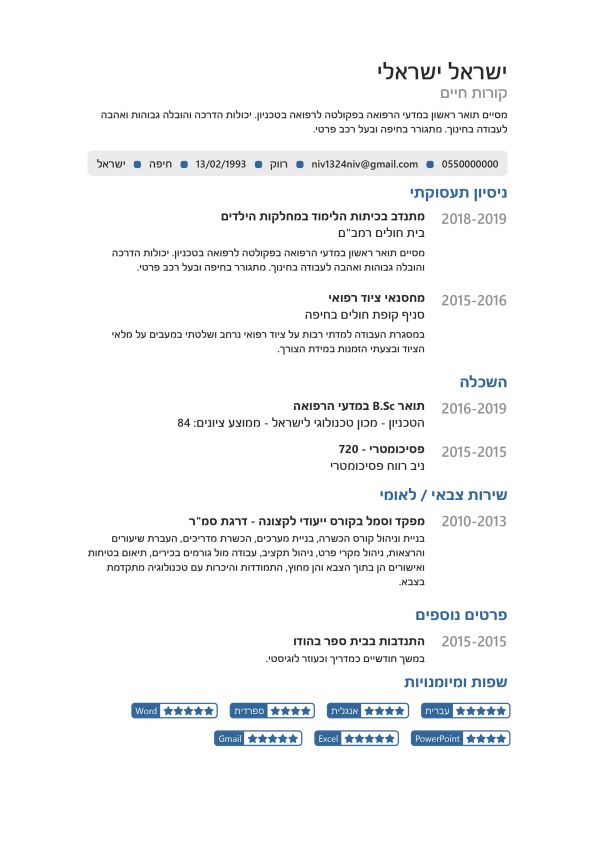 ישראל ישראלי
קורות חיים
מסיים תואר ראשון במדעי הרפואה בפקולטה לרפואה בטכניון. יכולות הדרכה והובלה גבוהות ואהבה
לעבודה בחינוך. מתגורר בחיפה ובעל רכב פרטי.
0550000000 niv1324niv@gmail.com רווק 13/02/1993 חיפה ישראל
ניסיון תעסוקתי
2018-2019 מתנדב בכיתות הלימוד במחלקות הילדים
בית חולים רמב"ם
מסיים תואר ראשון במדעי הרפואה בפקולטה לרפואה בטכניון. יכולות הדרכה
והובלה גבוהות ואהבה לעבודה בחינוך. מתגורר בחיפה ובעל רכב פרטי.
2015-2016 מחסנאי ציוד רפואי
סניף קופת חולים בחיפה
במסגרת העבודה למדתי רבות על ציוד רפואי נרחב ושלטתי במעבים על מלאי
הציוד ובצעתי הזמנות במידת הצורך.
השכלה
2016-2019 תואר B.Sc במדעי הרפואה
הטכניון - מכון טכנולוגי לישראל - ממוצע ציונים: 84
2015-2015 פסיכומטרי - 720
ניב רווח פסיכומטרי
שירות צבאי / לאומי
2010-2013 מפקד וסמל בקורס ייעודי לקצונה - דרגת סמ"ר
בניית וניהול קורס הכשרה, בניית מערכים, הכשרת מדריכים, העברת שיעורים
והרצאות, ניהול מקרי פרט, ניהול תקציב, עבודה מול גורמים בכירים, תיאום בטיחות
ואישורים הן בתוך הצבא והן מחוץ, התמודדות והיכרות עם טכנולוגיה מתקדמת
בצבא.
פרטים נוספים
2015-2015 התנדבות בבית ספר בהודו
במשך חודשיים כמדריך וכעוזר לוגיסטי.
שפות ומיומנויות
עברית אנגלית ספרדית Word
PowerPoint Excel Gmail